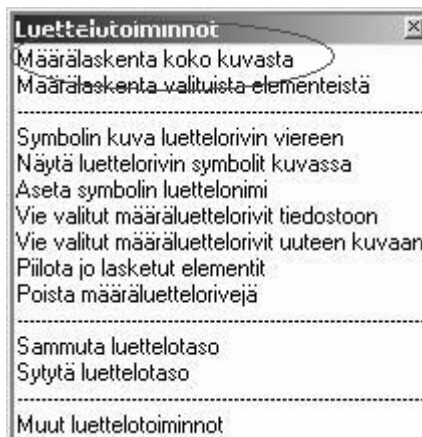 Luettelotoiminnot
Määrälaskenta koko kuvasta
Määrälaskenta valituista elementeistä
Symbolin kuva luettelorivin viereen
Näytä luettelorivin symbolit kuvassa
Aseta symbolin luettelonimi
Vie valitut määräluettelorivit tiedostoon
Vie valitut määräluettelorivit uuteen kuvaan
Piilota jo lasketut elementit
Poista määräluettelorivejä
Sammuta luettelotaso
Sytytä luettelotaso
Muut luettelotoiminnot